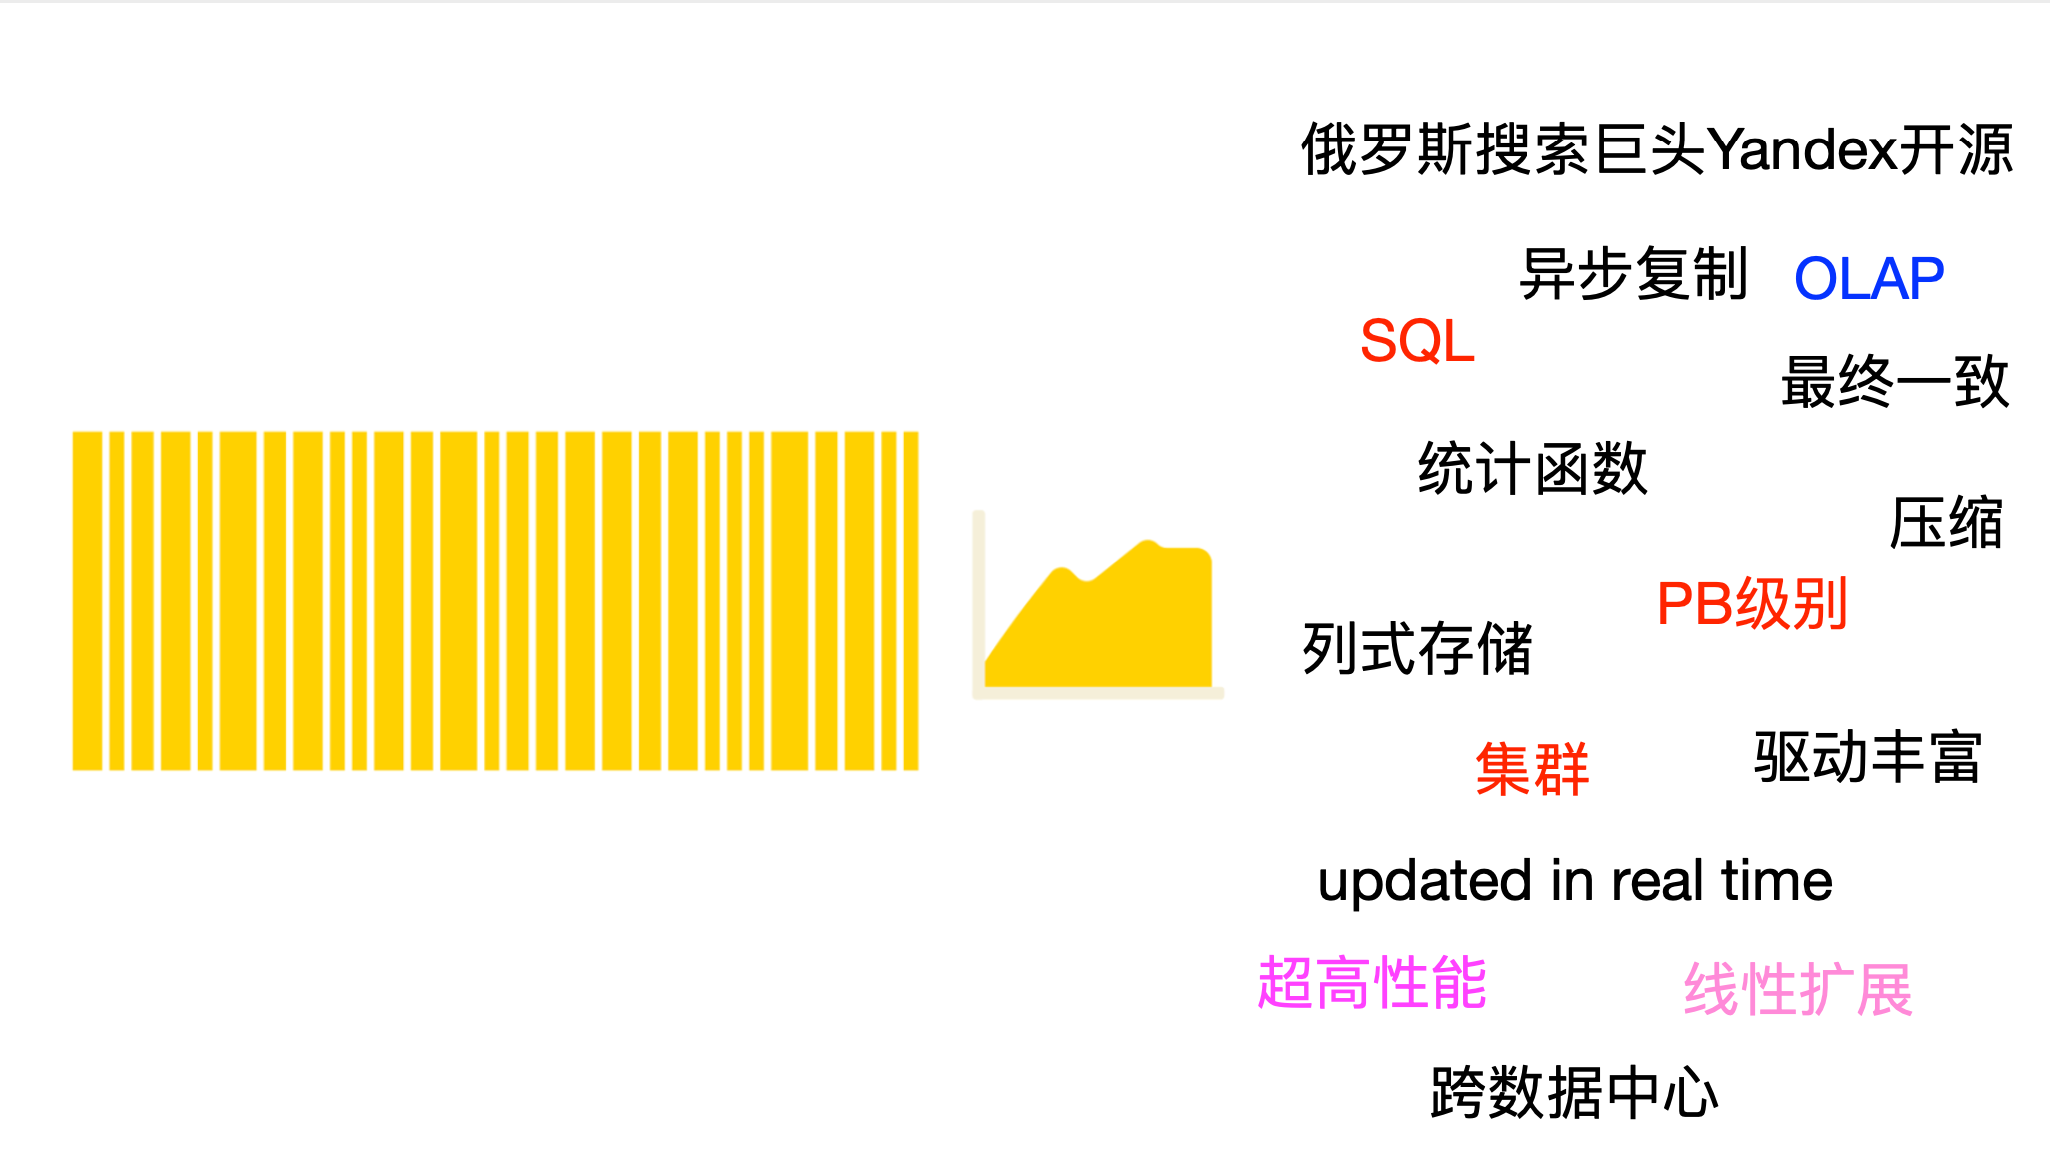 俄罗斯搜索巨头Yandex开源
异步复制
OLAP
SQL
最终一致
统计函数
压缩
PB级别
列式存储
驱动丰富
集群
updated in real time
超高性能
线性扩展
跨数据中心